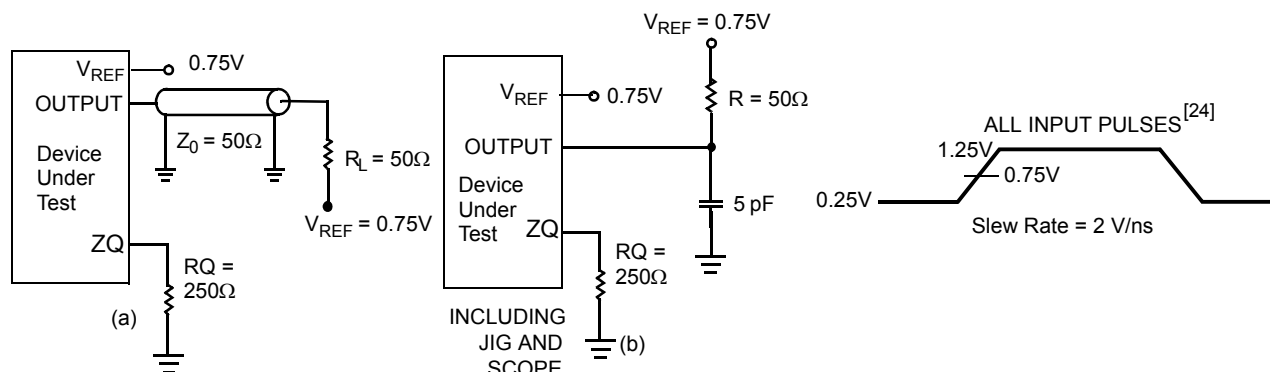 V_REF 0.75V
OUTPUT
Z_0 = 50Ω
Device
Under
Test
R_L = 50Ω
V_REF = 0.75V
ZQ
RQ =
250Ω
(a)
V_REF = 0.75V
R = 50Ω
V_REF 0.75V
OUTPUT
Device
Under
Test
5 pF
ZQ
RQ =
250Ω
INCLUDING
JIG AND
SCOPE
(b)
ALL INPUT PULSES[24]
1.25V
0.75V
0.25V
Slew Rate = 2 V/ns